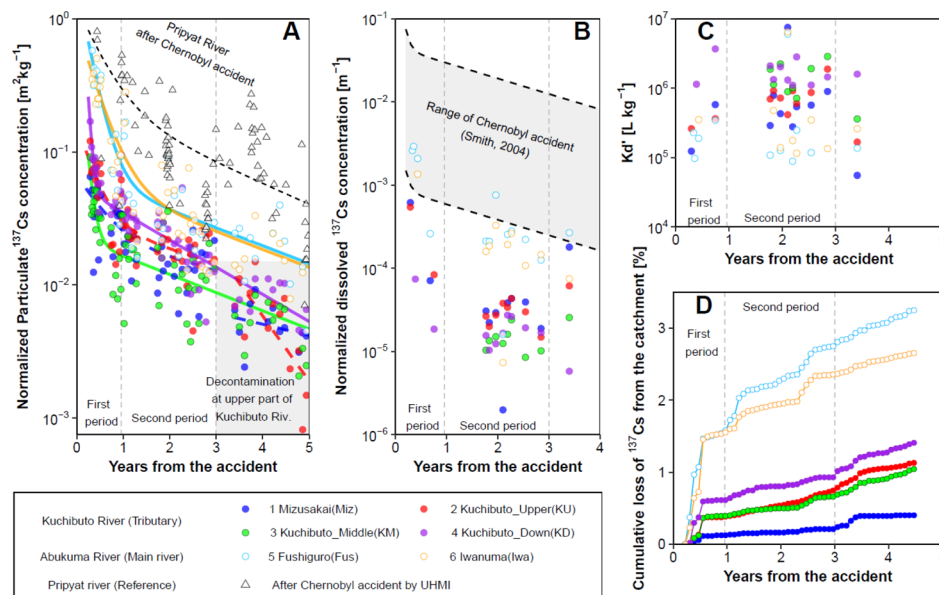 A
Normalized Particulate ¹³⁷Cs concentration [m²kg⁻¹]
10⁰
10⁻¹
10⁻²
10⁻³
Pripyat River
after Chernobyl accident
First
period
Second period
Decontamination
at upper part of
Kuchibuto Riv.
0 1 2 3 4 5
Years from the accident
B
Normalized dissolved ¹³⁷Cs concentration [m⁻¹]
10⁰
10⁻¹
10⁻²
10⁻³
10⁻⁴
10⁻⁵
10⁻⁶
Range of Chernobyl accident
(Smith, 2004)
First
period
Second period
0 1 2 3 4
Years from the accident
C
Kd' [L kg⁻¹]
10⁷
10⁶
10⁵
10⁴
First
period
Second period
0 1 2 3 4
Years from the accident
D
Cumulative loss of ¹³⁷Cs from the catchment [%]
3
2
1
0
Second period
First
period
0 1 2 3 4 5
Years from the accident
Kuchibuto River (Tributary)
1 Mizusakai(Miz)
2 Kuchibuto_Upper(KU)
3 Kuchibuto_Middle(KM)
4 Kuchibuto_Down(KD)
Abukuma River (Main river)
5 Fushiguro(Fus)
6 Iwanuma(Iwa)
Pripyat river (Reference)
After Chernobyl accident by UHMI